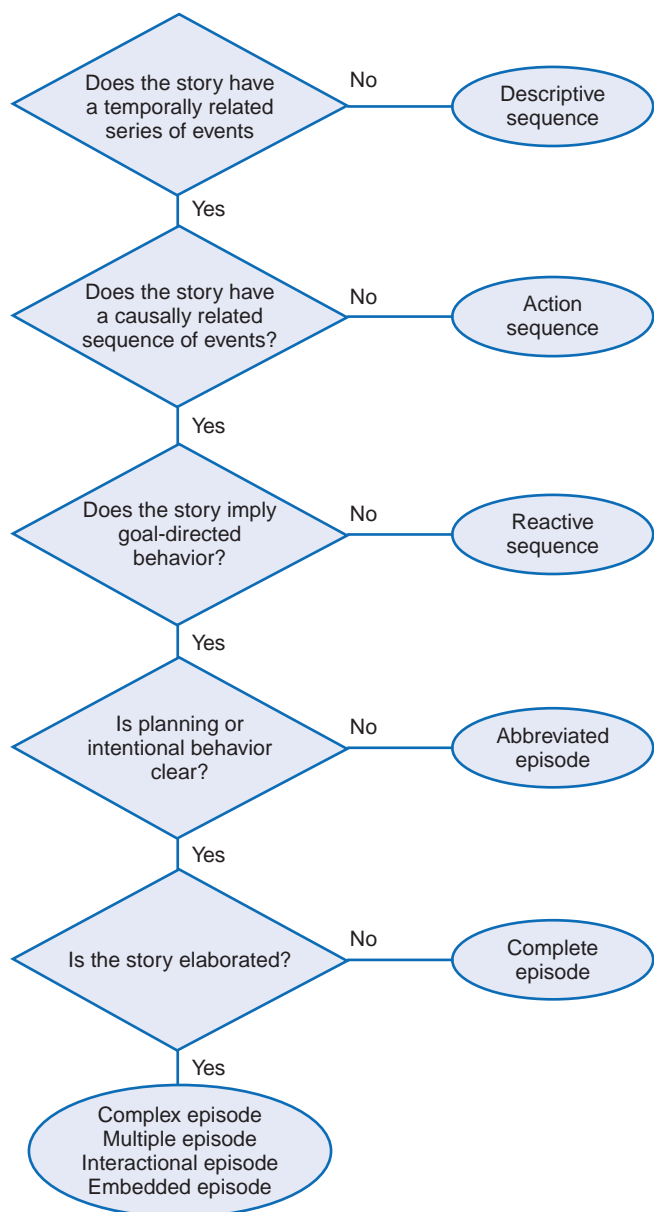 Does the story have
a temporally related
series of events
No
Descriptive
sequence
Yes
Does the story have
a causally related
sequence of events?
No
Action
sequence
Yes
Does the story imply
goal-directed
behavior?
No
Reactive
sequence
Yes
Is planning or
intentional behavior
clear?
No
Abbreviated
episode
Yes
Is the story elaborated?
No
Complete
episode
Yes
Complex episode
Multiple episode
Interactional episode
Embedded episode